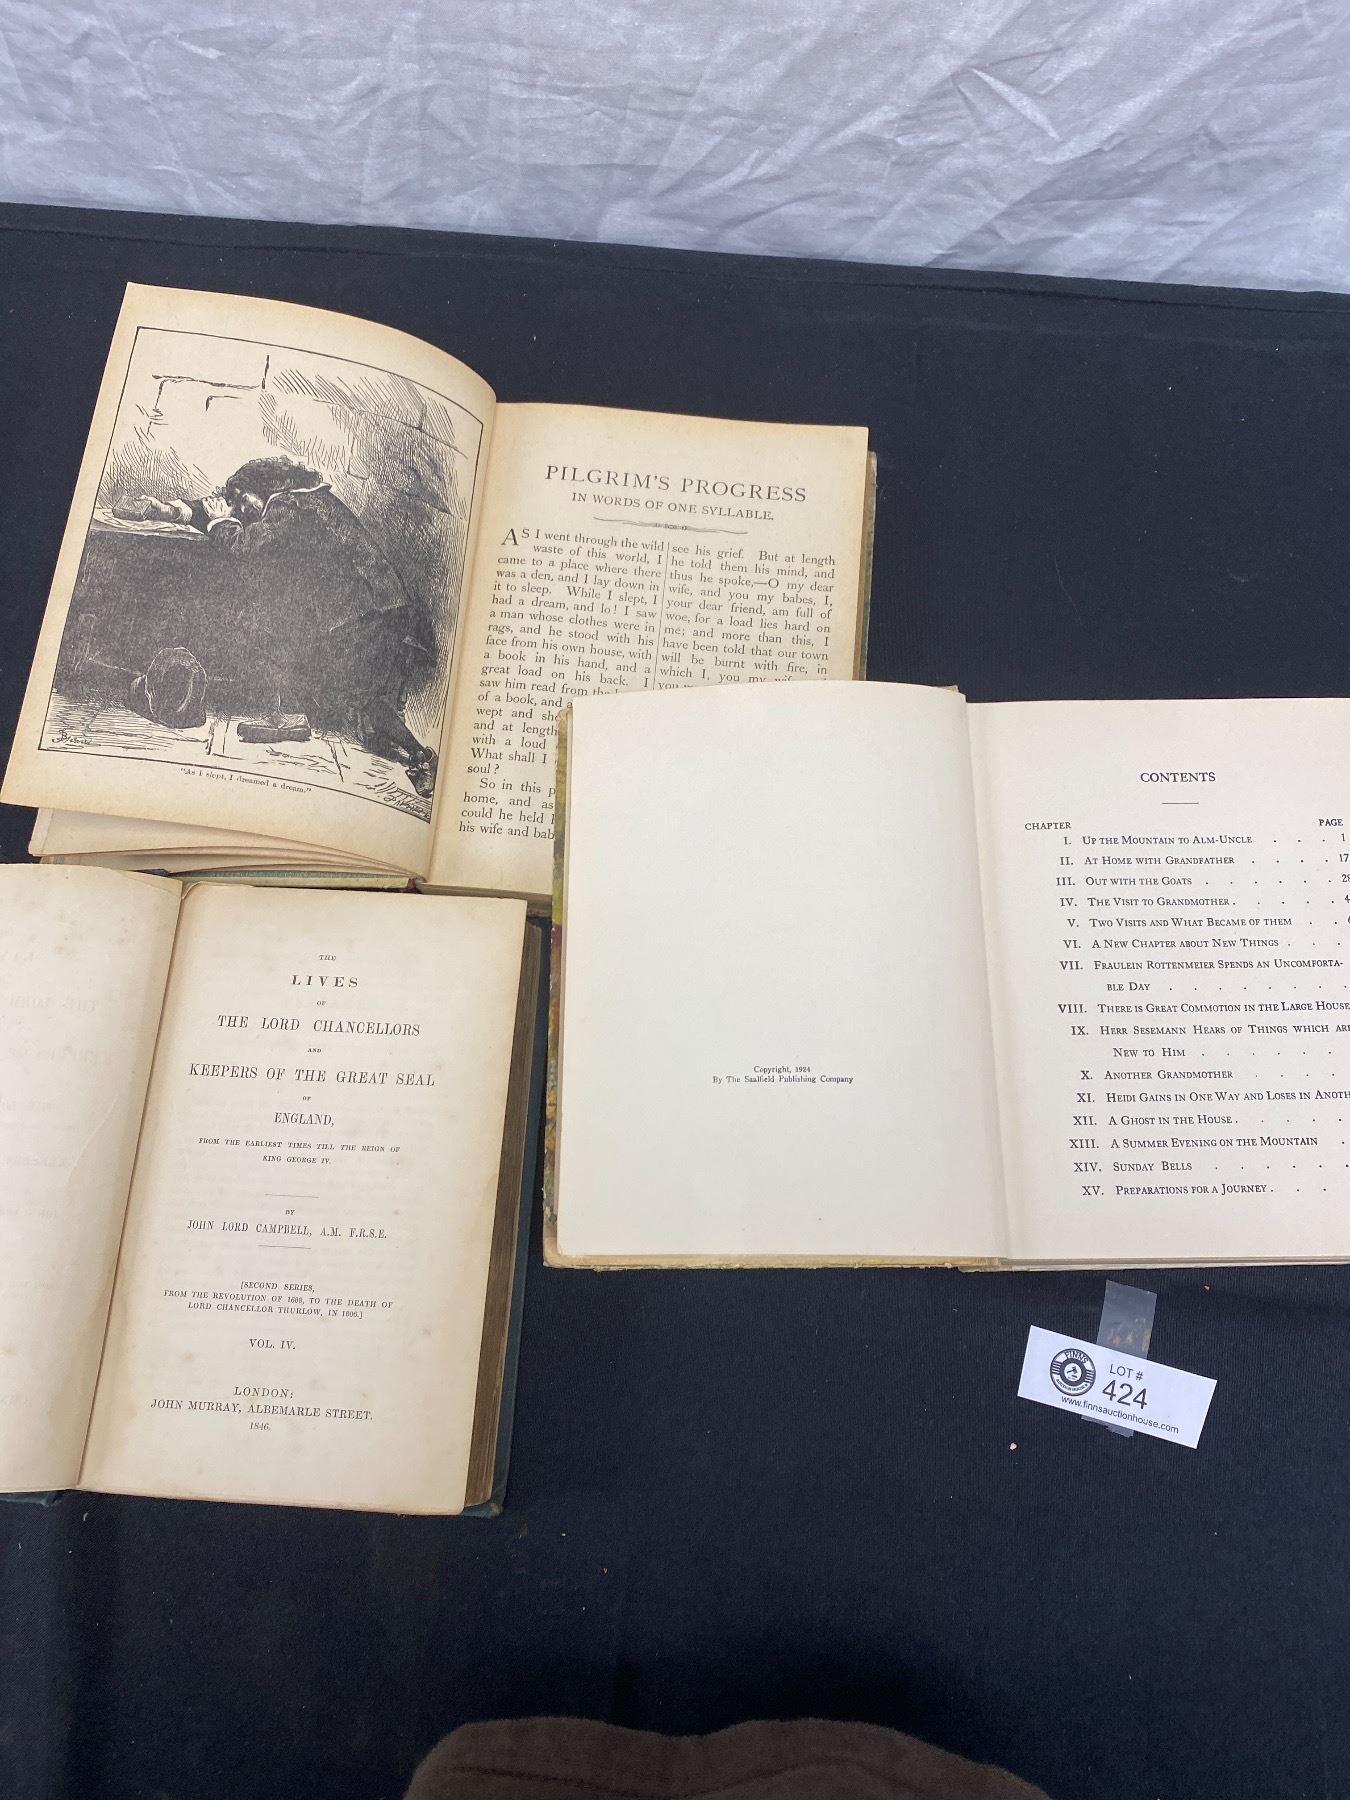 "As I slept, I dreamed a dream."
PILGRIM'S PROGRESS
IN WORDS OF ONE SYLLABLE.
AS I went through the wild
waste of this world, I
came to a place where there
was a den, and I lay down in
it to sleep. While I slept, I
had a dream, and lo! I saw
a man whose clothes were in
rags, and he stood with his
face from his own house, with
a book in his hand, and a
great load on his back. I
saw him read from the
of a book, and
wept and
and at length
with a loud
What shall I
soul?
So in this
home, and as
could he held
his wife and
see his grief. But at length
he told them his mind, and
thus he spoke,—O my dear
wife, and you my babes, I,
your dear friend, am full of
woe, for a load lies hard on
me; and more than this, I
have been told that our town
will be burnt with fire, in
which I, you my
you
THE
LIVES
OF
THE LORD CHANCELLORS
AND
KEEPERS OF THE GREAT SEAL
OF
ENGLAND,
FROM THE EARLIEST TIMES TILL THE REIGN OF
KING GEORGE IV.
BY
JOHN LORD CAMPBELL, A.M. F.R.S.E.
[SECOND SERIES,
FROM THE REVOLUTION OF 1688, TO THE DEATH OF
LORD CHANCELLOR THURLOW, IN 1806.]
VOL. IV.
LONDON:
JOHN MURRAY, ALBEMARLE STREET.
1846.
Copyright, 1924
By The Saalfield Publishing Company
CONTENTS
CHAPTER PAGE
I. UP THE MOUNTAIN TO ALM-UNCLE . . . 1
II. AT HOME WITH GRANDFATHER . . . . 17
III. OUT WITH THE GOATS . . . . . . 28
IV. THE VISIT TO GRANDMOTHER . . . . . 4
V. TWO VISITS AND WHAT BECAME OF THEM . . 6
VI. A NEW CHAPTER ABOUT NEW THINGS . . .
VII. FRAULEIN ROTTENMEIER SPENDS AN UNCOMFORTA-
BLE DAY . . . . . . . .
VIII. THERE IS GREAT COMMOTION IN THE LARGE HOUSE
IX. HERR SESEMANN HEARS OF THINGS WHICH ARE
NEW TO HIM . . . . . .
X. ANOTHER GRANDMOTHER . . . .
XI. HEIDI GAINS IN ONE WAY AND LOSES IN ANOTH
XII. A GHOST IN THE HOUSE . . . . .
XIII. A SUMMER EVENING ON THE MOUNTAIN .
XIV. SUNDAY BELLS . . . . .
XV. PREPARATIONS FOR A JOURNEY . . .
FINNS
LOT #
424
www.finnsauctionhouse.com